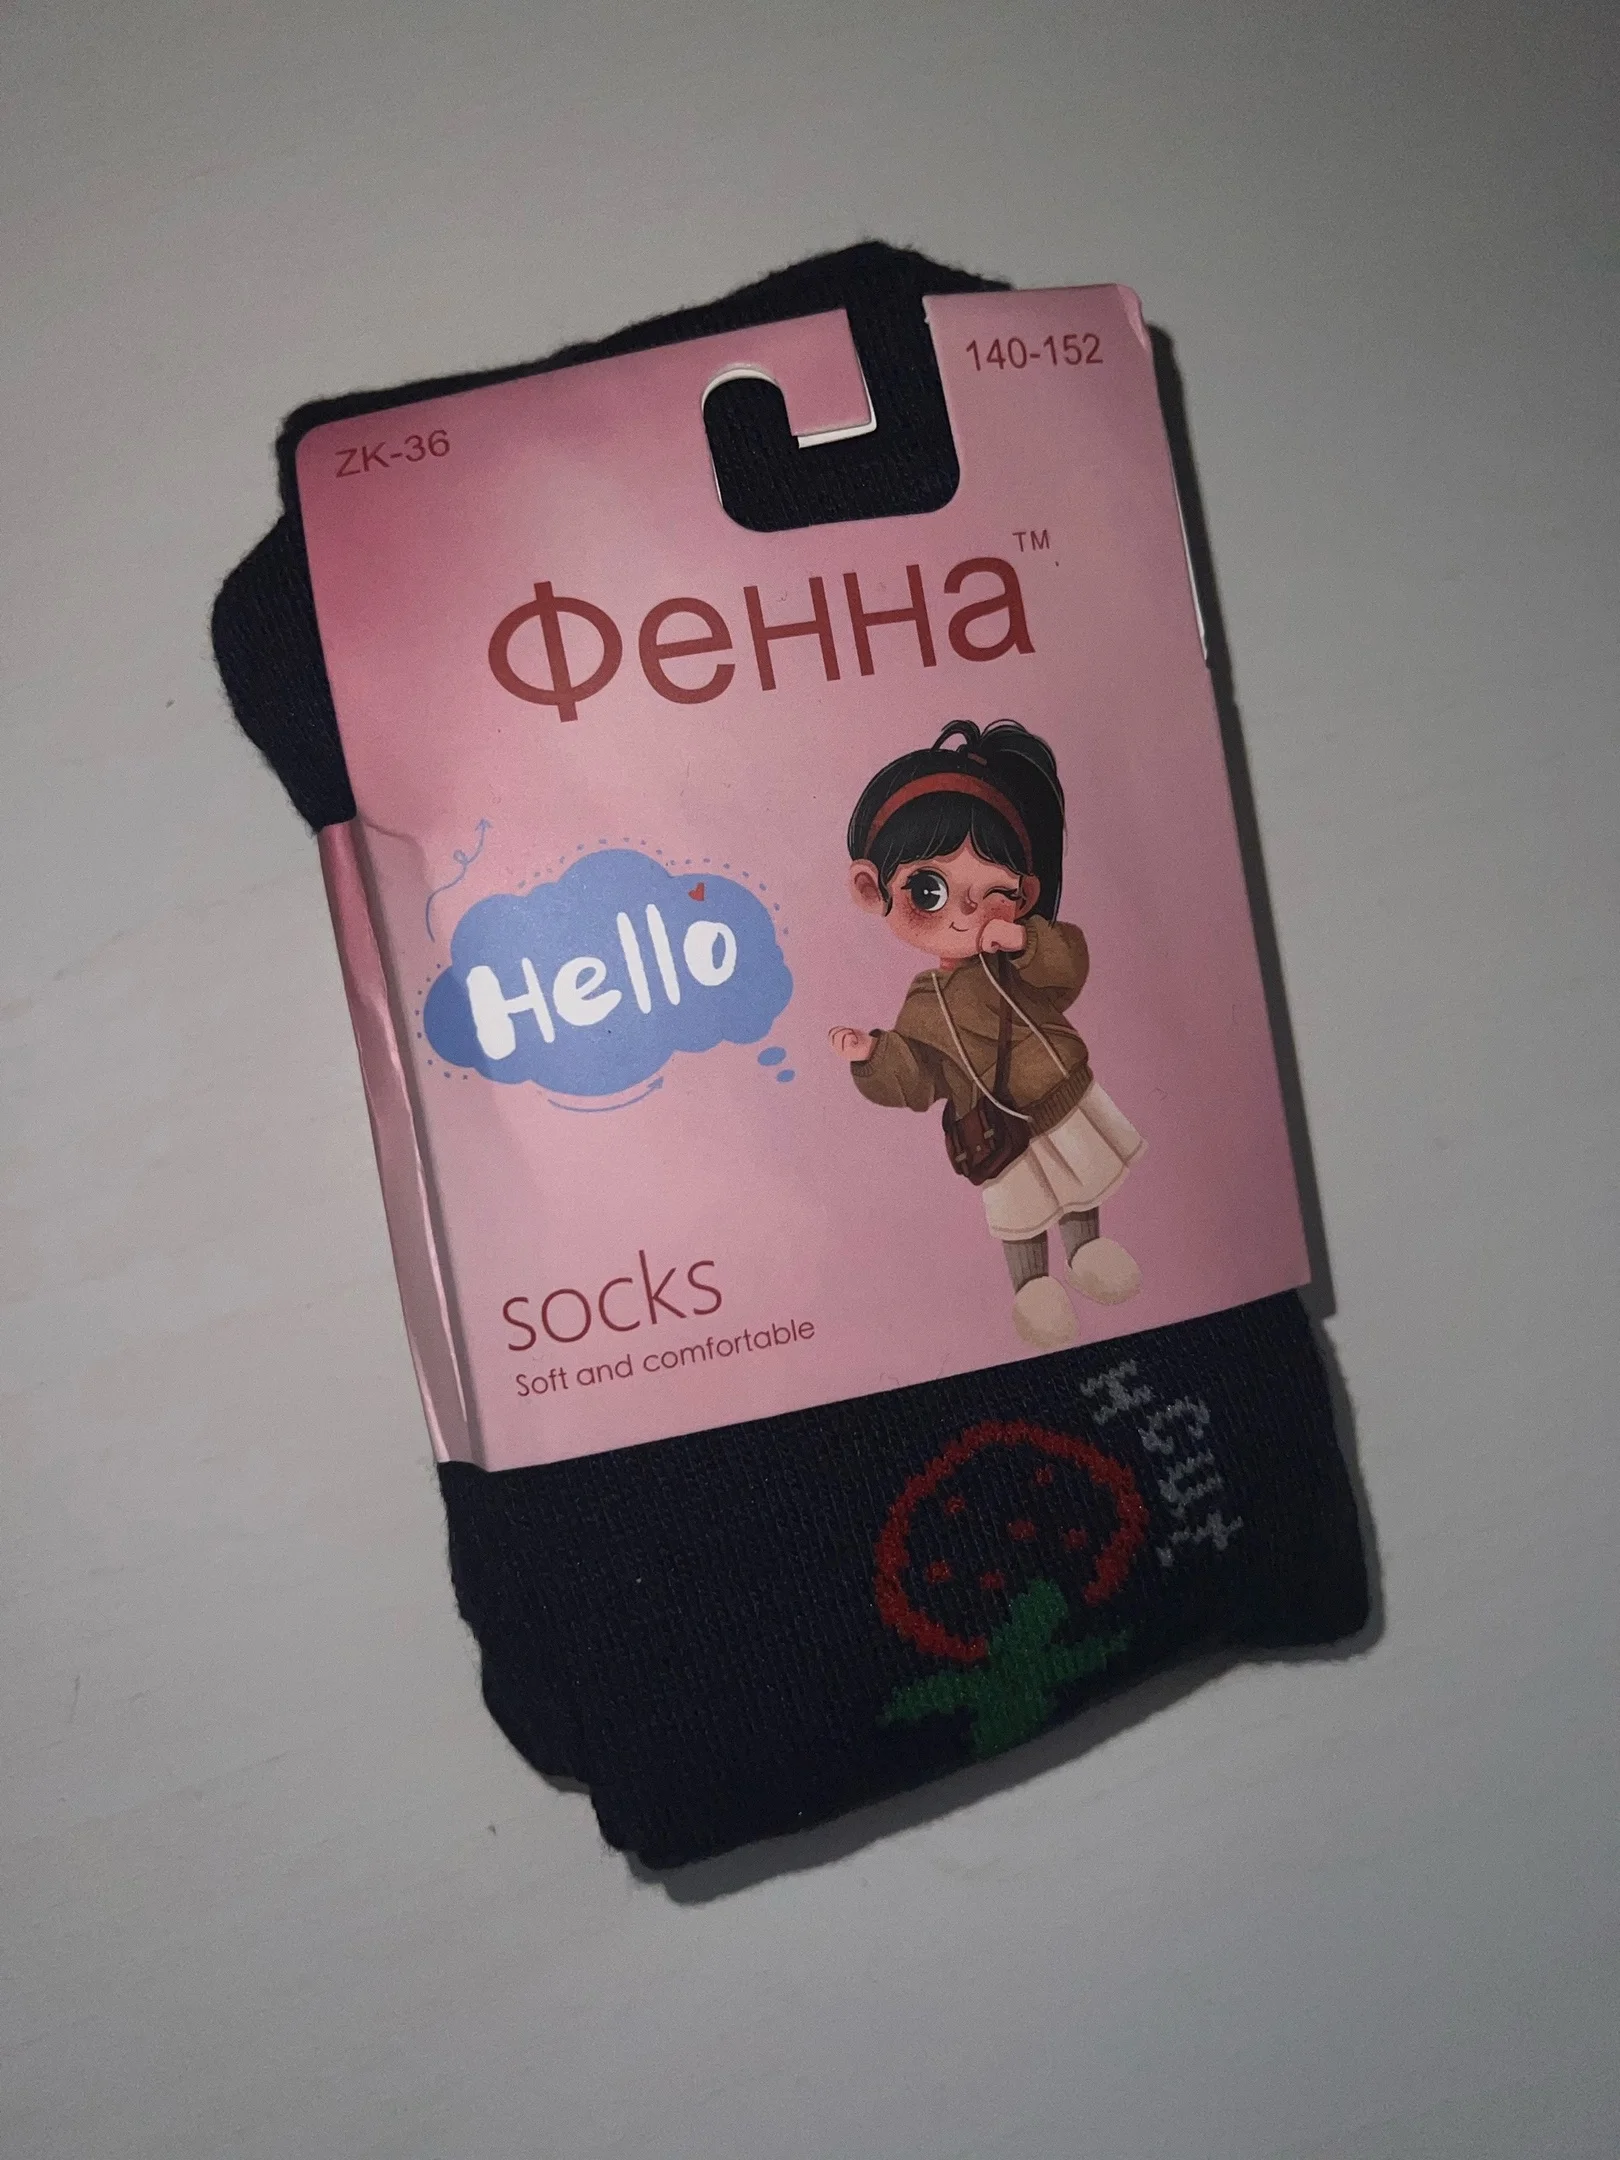 ZK-36
140-152
Фенна™
Hello
socks
Soft and comfortable